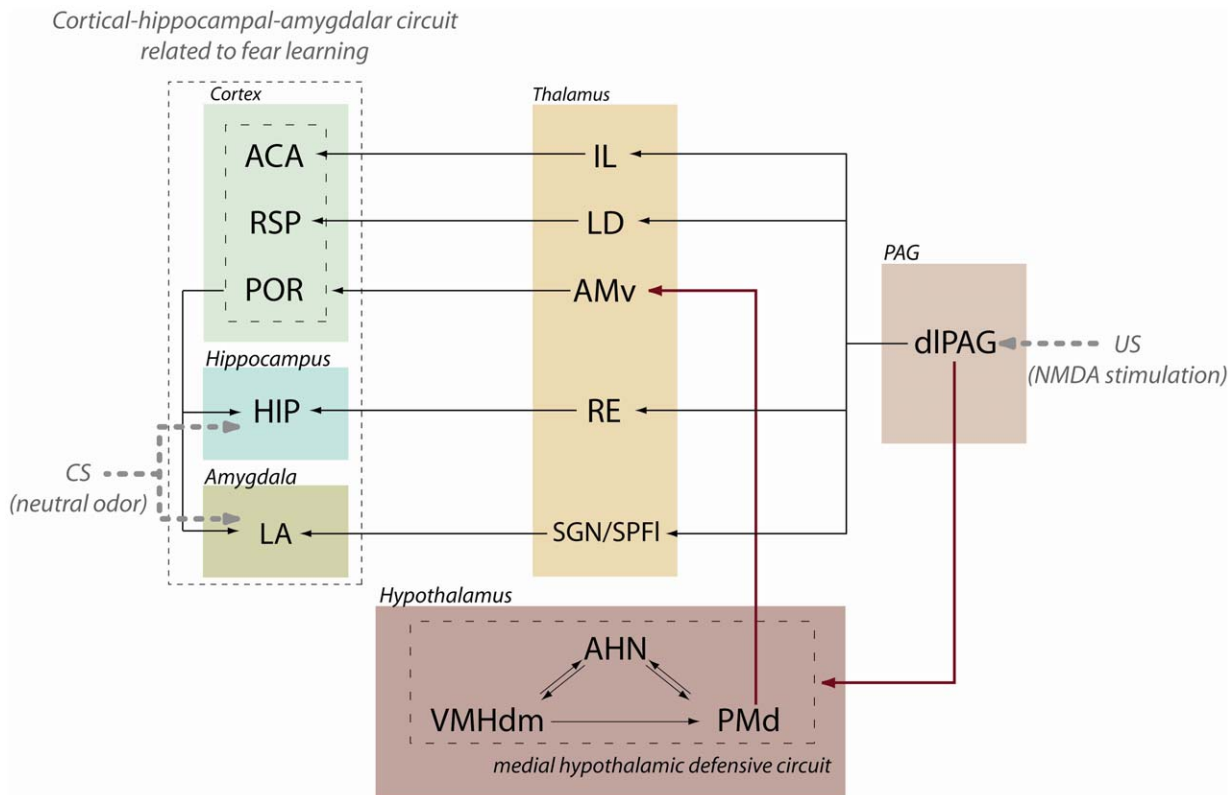 Cortical-hippocampal-amygdalar circuit
related to fear learning
Cortex
ACA
RSP
POR
Hippocampus
HIP
Amygdala
LA
CS
(neutral odor)
Thalamus
IL
LD
AMv
RE
SGN/SPFl
PAG
dlPAG
US
(NMDA stimulation)
Hypothalamus
AHN
VMHdm
PMd
medial hypothalamic defensive circuit